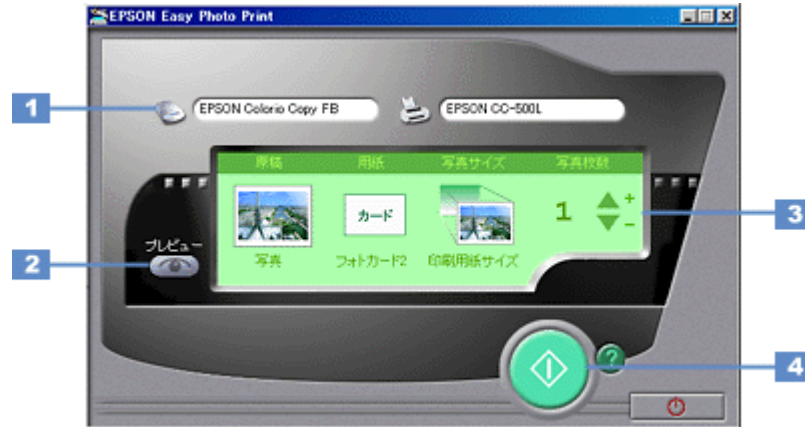 EPSON Easy Photo Print
1
EPSON Colorio Copy FB
EPSON CC-500L
原稿 用紙 写真サイズ 写真枚数
カード
1
+
-
3
プレビュー
2
写真 フォトカード2 印刷用紙サイズ
?
4